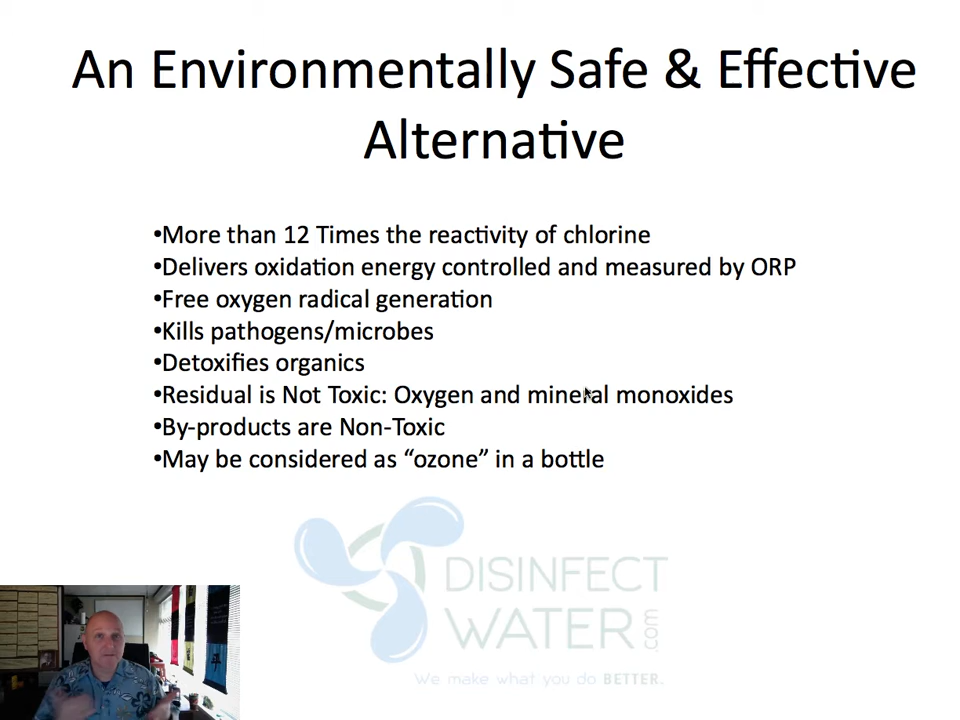 An Environmentally Safe & Effective
Alternative
•More than 12 Times the reactivity of chlorine
•Delivers oxidation energy controlled and measured by ORP
•Free oxygen radical generation
•Kills pathogens/microbes
•Detoxifies organics
•Residual is Not Toxic: Oxygen and mineral monoxides
•By-products are Non-Toxic
•May be considered as “ozone” in a bottle
DISINFECT
WATER.com
We make what you do BETTER.